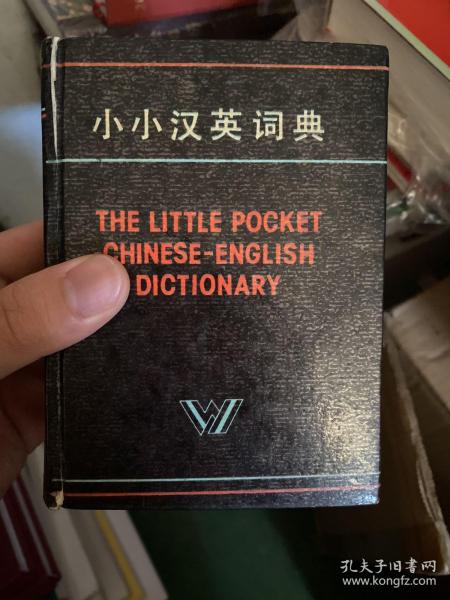 小小汉英词典
THE LITTLE POCKET
CHINESE-ENGLISH
DICTIONARY
W
孔夫子旧书网
www.kongfz.com